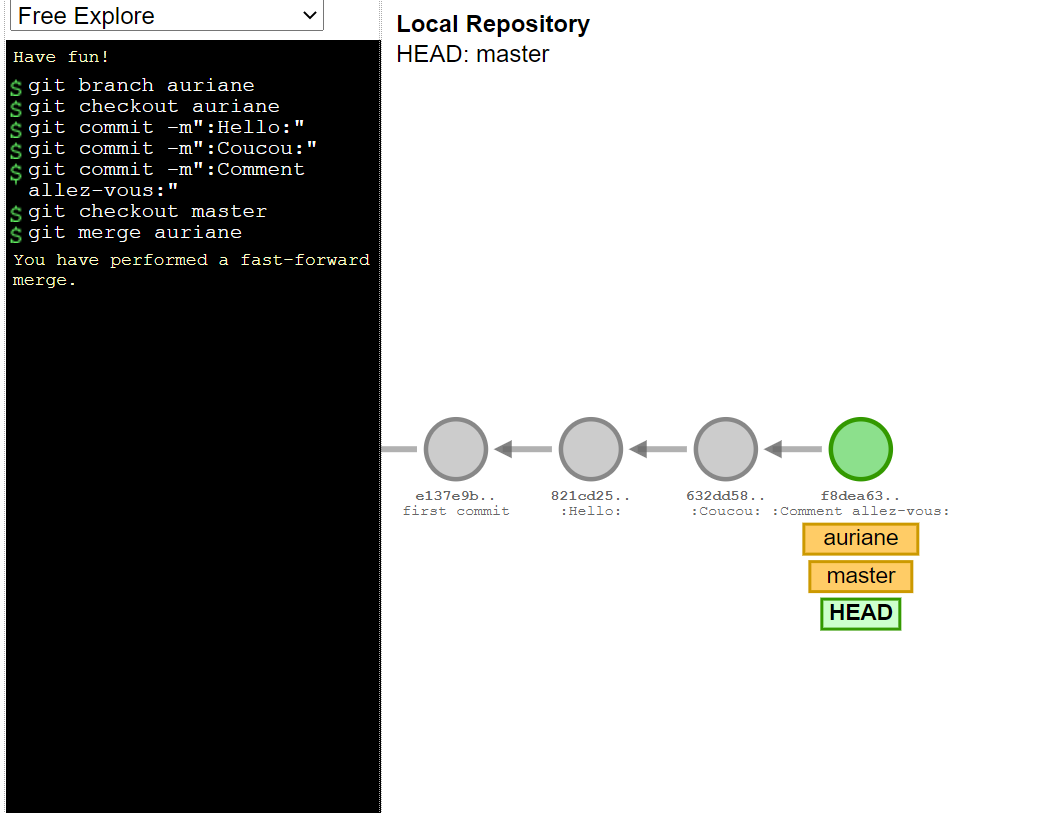 Free Explore
Have fun!
$ git branch auriane
$ git checkout auriane
$ git commit -m":Hello:"
$ git commit -m":Coucou:"
$ git commit -m":Comment
allez-vous:"
$ git checkout master
$ git merge auriane
You have performed a fast-forward
merge.
Local Repository
HEAD: master
e137e9b.. 821cd25.. 632dd58.. f8dea63..
first commit :Hello: :Coucou: :Comment allez-vous:
auriane
master
HEAD